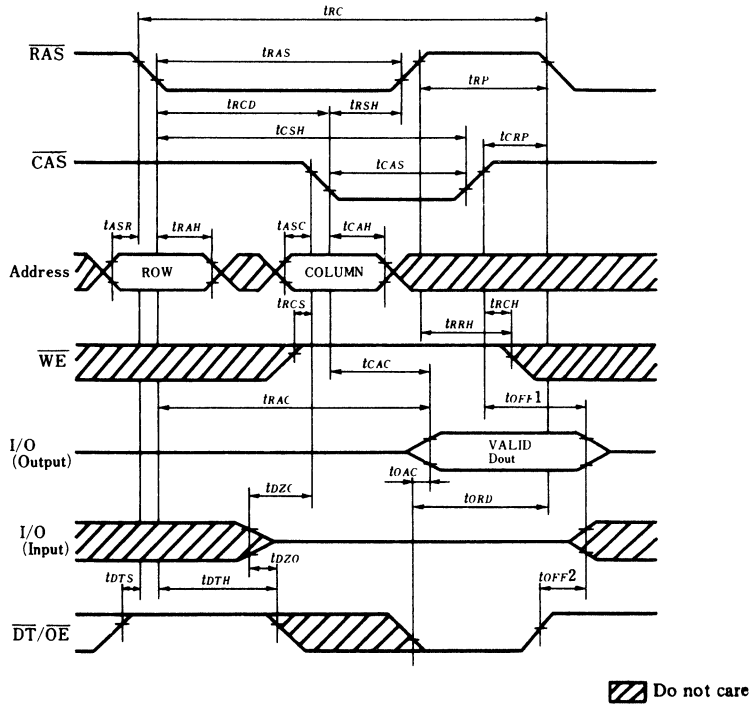 tRC
RAS
tRAS
tRP
tRCD
tRSH
tCSH
tCRP
CAS
tCAS
tASR
tRAH
tASC
tCAH
Address
ROW
COLUMN
tRCS
tRCH
tRRH
WE
tCAC
tRAC
tOFF1
I/O
(Output)
VALID
Dout
tOAC
tDZC
tORD
I/O
(Input)
tDZO
tDTS
tDTH
tOFF2
DT/OE
Do not care